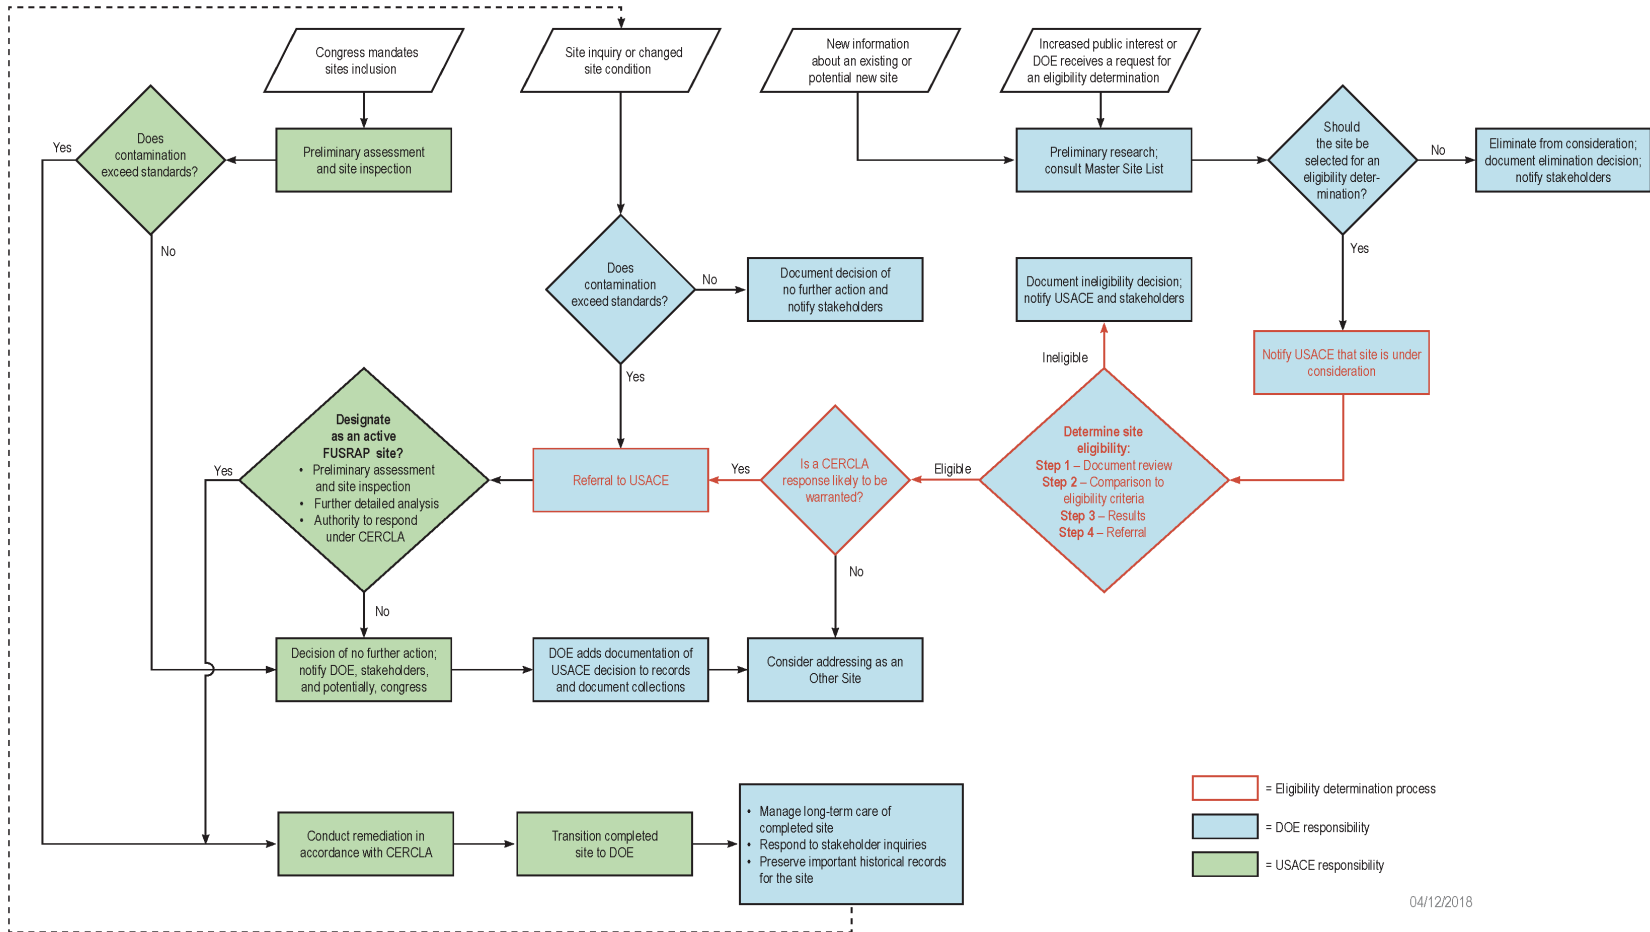 Congress mandates
sites inclusion
Site inquiry or changed
site condition
New information
about an existing or
potential new site
Increased public interest or
DOE receives a request for
an eligibility determination
Yes
Does
contamination
exceed standards?
No
Preliminary assessment
and site inspection
Preliminary research;
consult Master Site List
Should
the site be
selected for an
eligibility deter-
mination?
No
Yes
Eliminate from consideration;
document elimination decision;
notify stakeholders
Does
contamination
exceed standards?
No
Yes
Document decision of
no further action and
notify stakeholders
Document ineligibility decision;
notify USACE and stakeholders
Ineligible
Notify USACE that site is under
consideration
Yes
Designate
as an active
FUSRAP site?
• Preliminary assessment
and site inspection
• Further detailed analysis
• Authority to respond
under CERCLA
No
Referral to USACE
Yes
Is a CERCLA
response likely to be
warranted?
No
Eligible
Determine site
eligibility:
Step 1 – Document review
Step 2 – Comparison to
eligibility criteria
Step 3 – Results
Step 4 – Referral
Decision of no further action;
notify DOE, stakeholders,
and potentially, congress
DOE adds documentation of
USACE decision to records
and document collections
Consider addressing as an
Other Site
Conduct remediation in
accordance with CERCLA
Transition completed
site to DOE
• Manage long-term care of
completed site
• Respond to stakeholder inquiries
• Preserve important historical records
for the site
= Eligibility determination process
= DOE responsibility
= USACE responsibility
04/12/2018